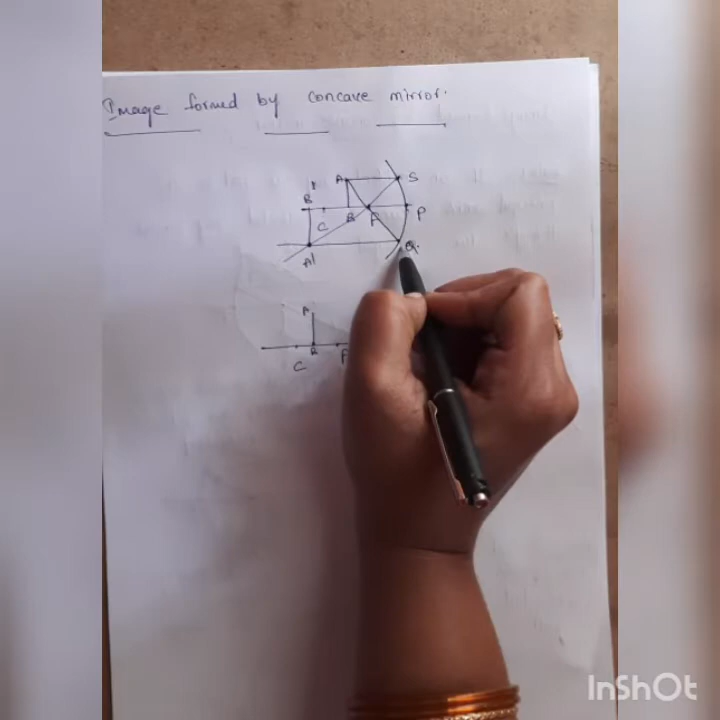 Image formed by concave mirror.
A S
B'
C B F P
A' Q.
A
B F
C
InShOt